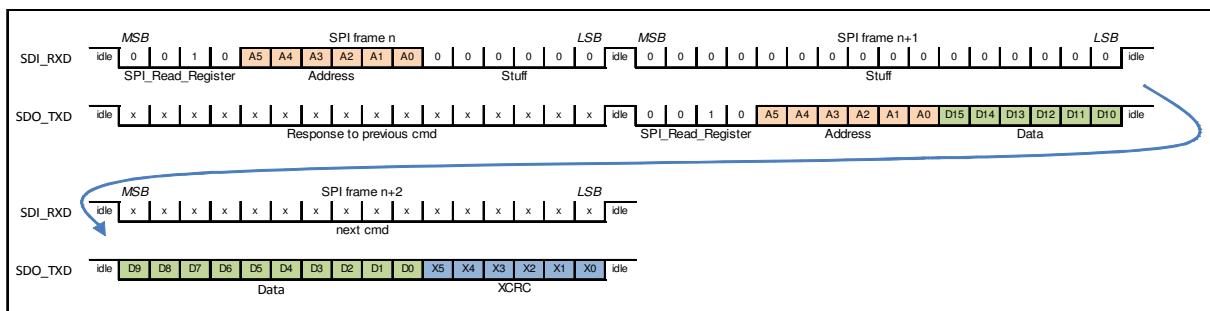 MSB SPI frame n LSB MSB SPI frame n+1 LSB
SDI_RXD idle 0 0 1 0 A5 A4 A3 A2 A1 A0 0 0 0 0 0 0 idle 0 0 0 0 0 0 0 0 0 0 0 0 0 0 0 0 idle
SPI_Read_Register Address Stuff Stuff
SDO_TXD idle x x x x x x x x x x x x x x x x idle 0 0 1 0 A5 A4 A3 A2 A1 A0 D15 D14 D13 D12 D11 D10 idle
Response to previous cmd SPI_Read_Register Address Data
MSB SPI frame n+2 LSB
SDI_RXD idle x x x x x x x x x x x x x x x x idle
next cmd
SDO_TXD idle D9 D8 D7 D6 D5 D4 D3 D2 D1 D0 X5 X4 X3 X2 X1 X0 idle
Data XCRC